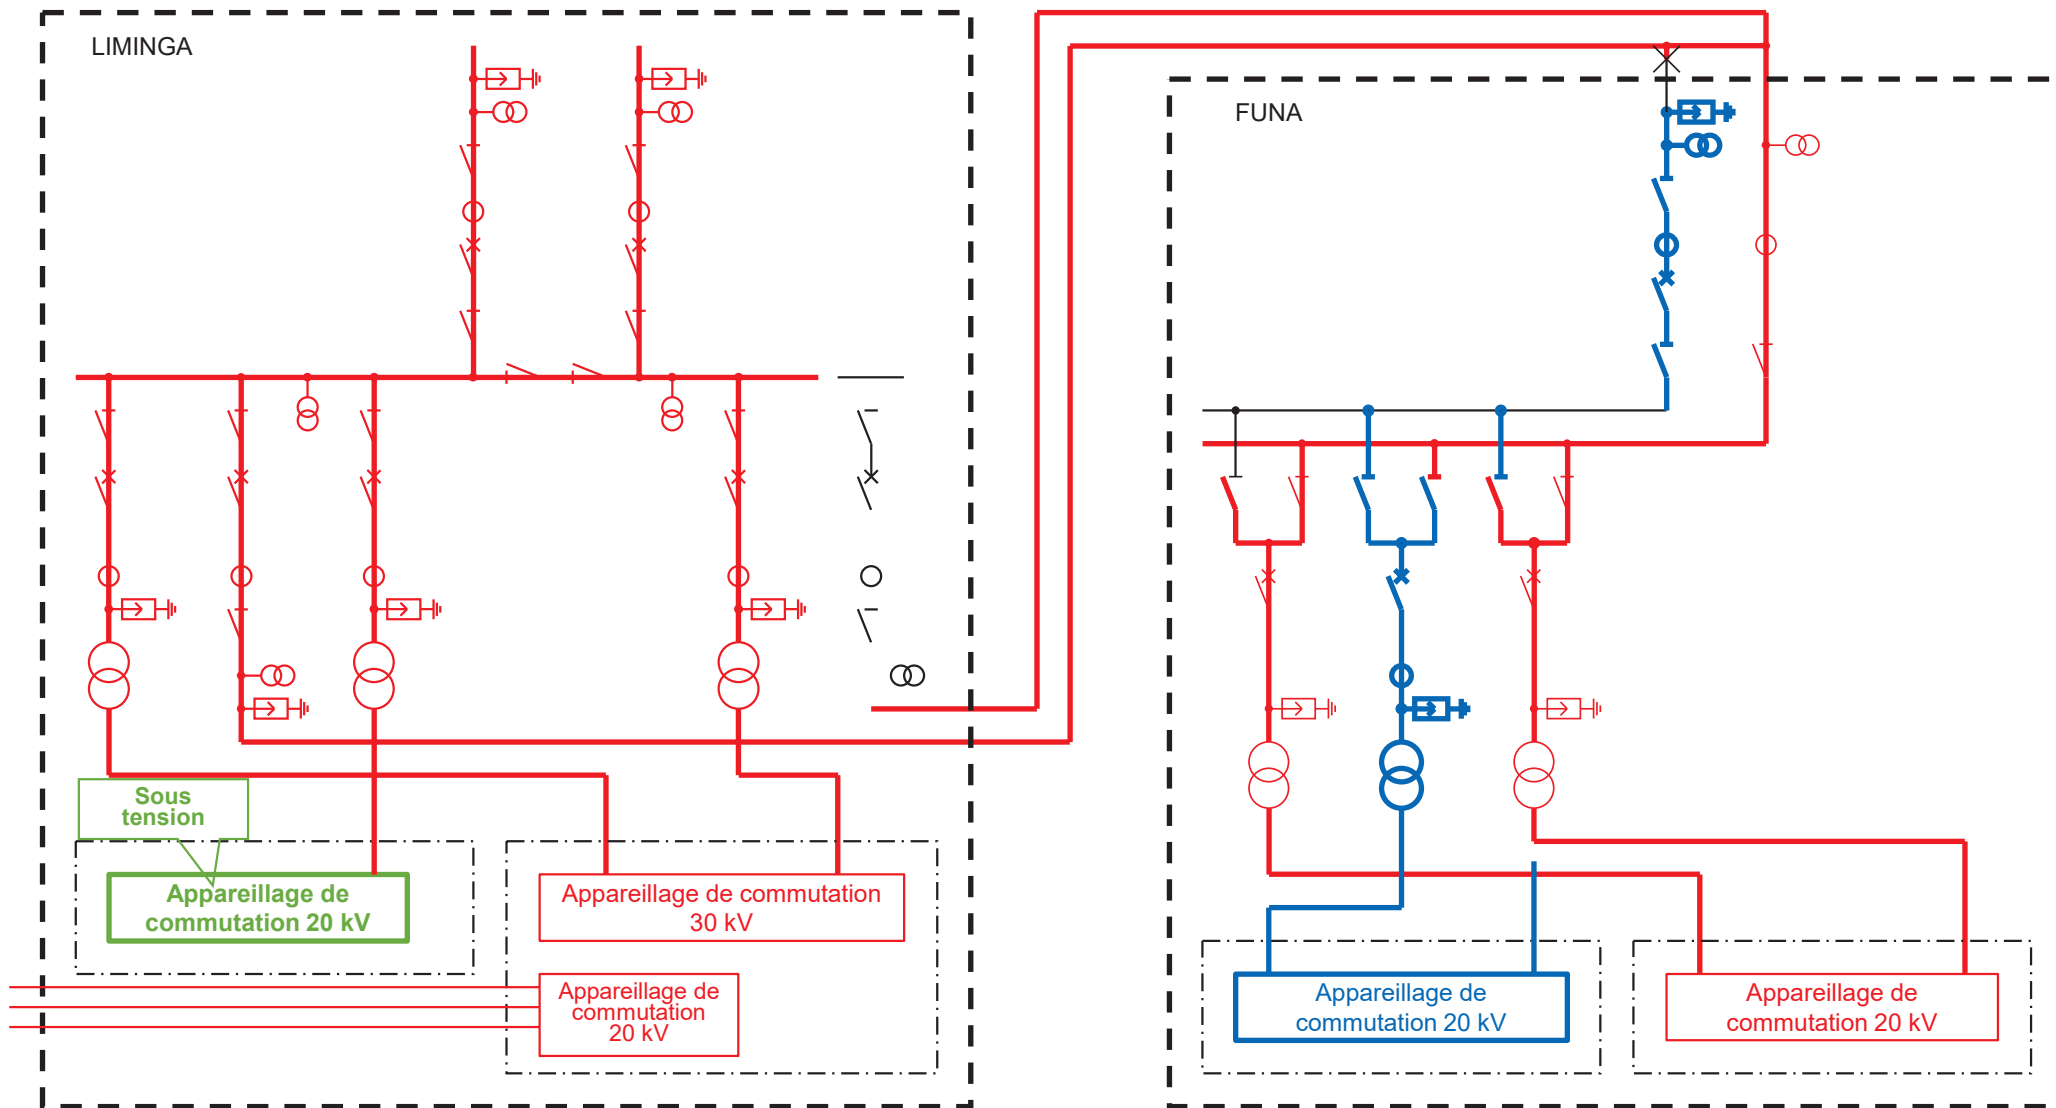 LIMINGA
FUNA
Sous
tension
Appareillage de
commutation 20 kV
Appareillage de commutation
30 kV
Appareillage de
commutation
20 kV
Appareillage de
commutation 20 kV
Appareillage de
commutation 20 kV